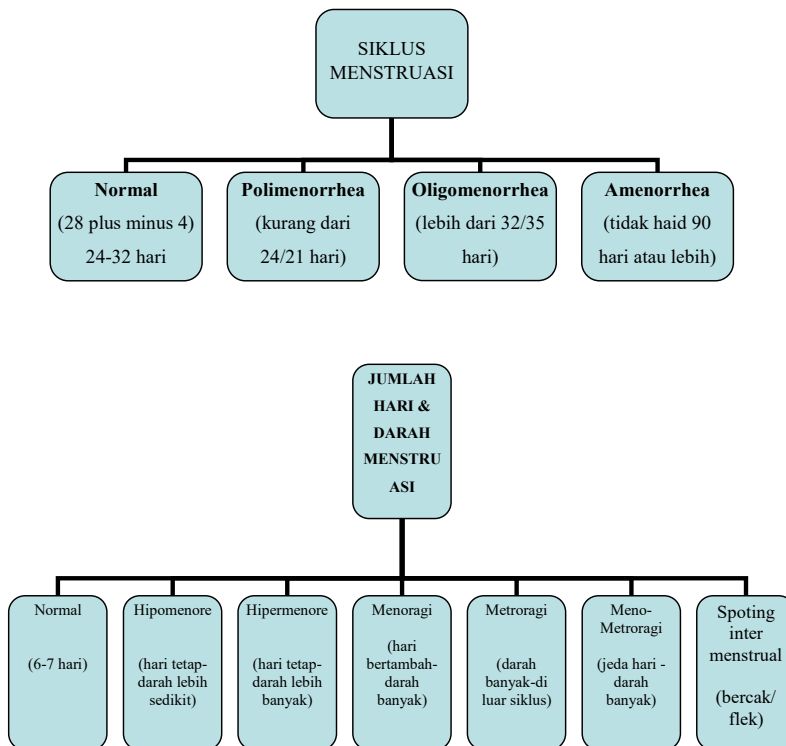 SIKLUS
MENSTRUASI
Normal
(28 plus minus 4)
24-32 hari
Polimenorrhea
(kurang dari
24/21 hari)
Oligomenorrhea
(lebih dari 32/35
hari)
Amenorrhea
(tidak haid 90
hari atau lebih)
JUMLAH
HARI &
DARAH
MENSTRU
ASI
Normal
(6-7 hari)
Hipomenore
(hari tetap-
darah lebih
sedikit)
Hipermenore
(hari tetap-
darah lebih
banyak)
Menoragi
(hari
bertambah-
darah
banyak)
Metroragi
(darah
banyak-di
luar siklus)
Meno-
Metroragi
(jeda hari -
darah
banyak)
Spoting
inter
menstrual
(bercak/
flek)